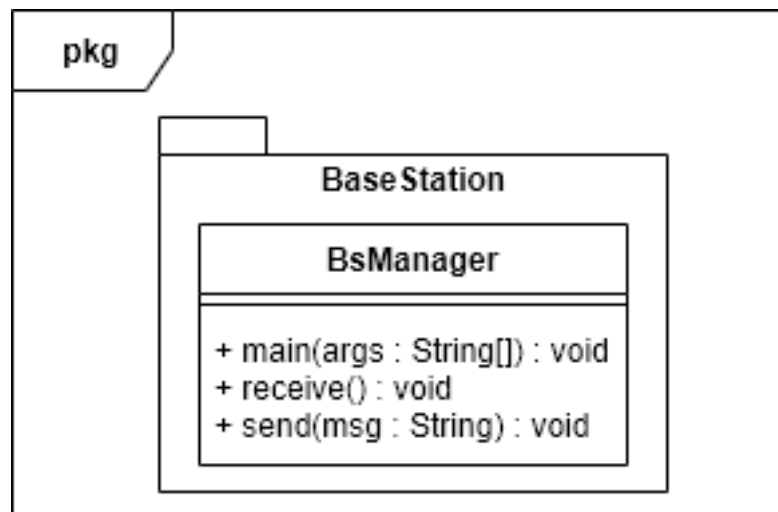 pkg
BaseStation
BsManager
+ main(args : String[]) : void
+ receive() : void
+ send(msg : String) : void